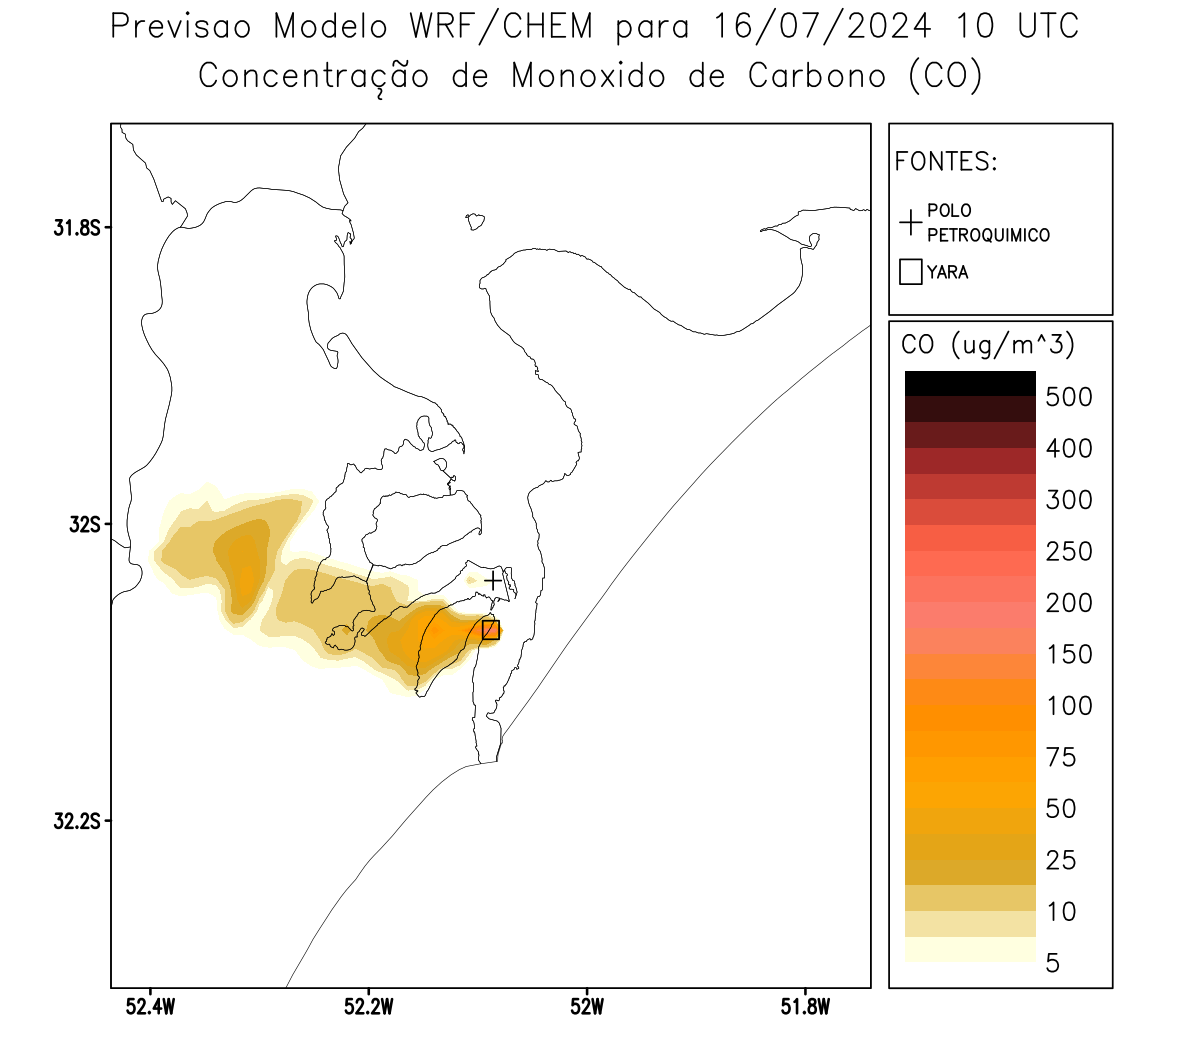 Previsao Modelo WRF/CHEM para 16/07/2024 10 UTC
Concentração de Monoxido de Carbono (CO)
FONTES:
POLO
PETROQUIMICO
YARA
CO (ug/m^3)
500
400
300
250
200
150
100
75
50
25
10
5
31.8S
32S
32.2S
52.4W
52.2W
52W
51.8W